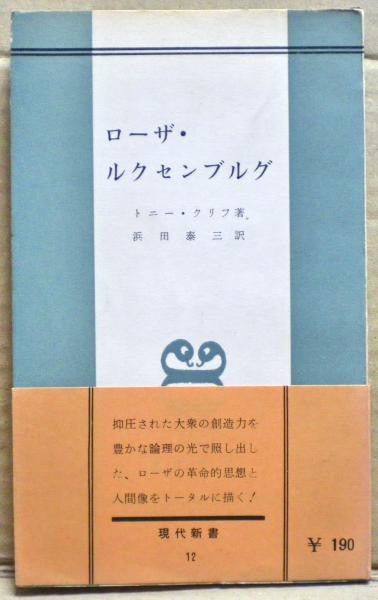 ローザ・
ルクセンブルグ
トニー・クリフ著
浜田泰三訳
抑圧された大衆の創造力を
豊かな論理の光で照し出し
た、ローザの革命的思想と
人間像をトータルに描く！
現代新書
12
¥ 190